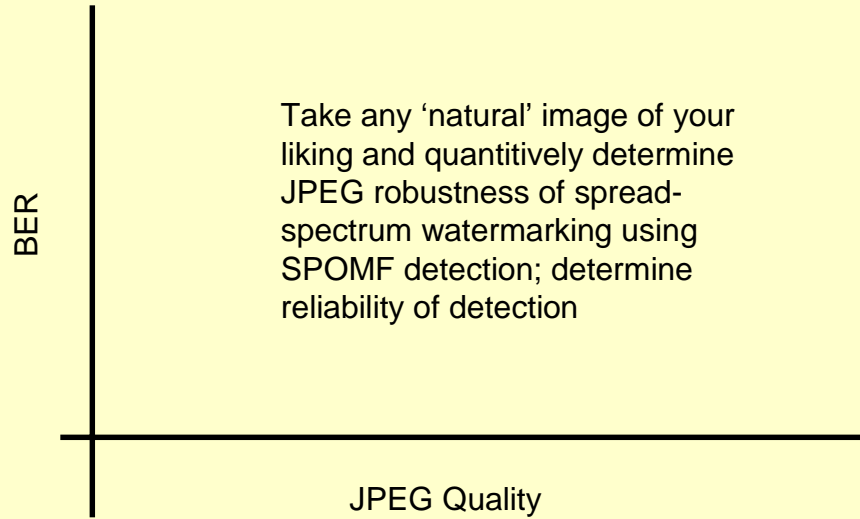 BER
Take any ‘natural’ image of your
liking and quantitively determine
JPEG robustness of spread-
spectrum watermarking using
SPOMF detection; determine
reliability of detection
JPEG Quality